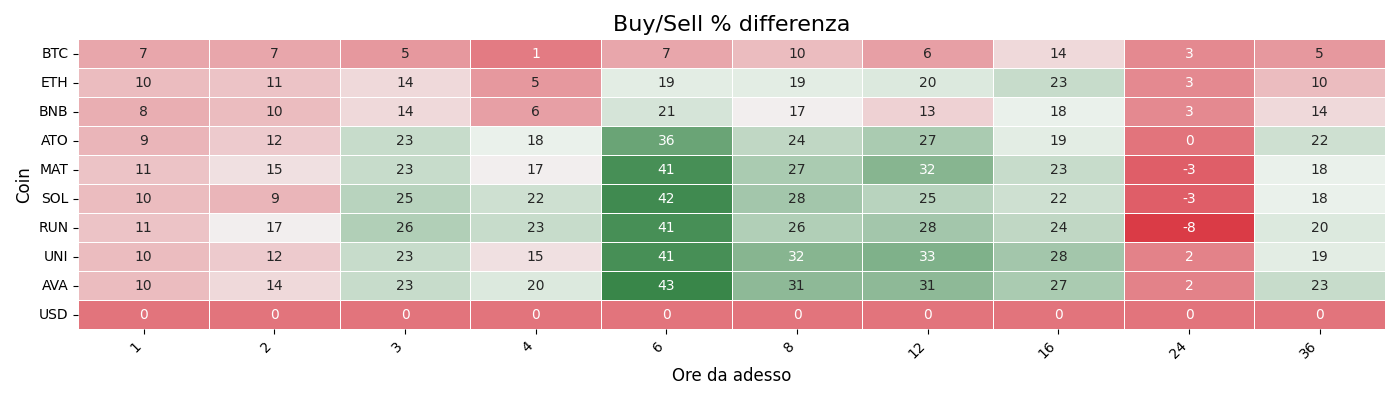 Buy/Sell % differenza
Coin
BTC 7 7 5 1 7 10 6 14 3 5
ETH 10 11 14 5 19 19 20 23 3 10
BNB 8 10 14 6 21 17 13 18 3 14
ATO 9 12 23 18 36 24 27 19 0 22
MAT 11 15 23 17 41 27 32 23 -3 18
SOL 10 9 25 22 42 28 25 22 -3 18
RUN 11 17 26 23 41 26 28 24 -8 20
UNI 10 12 23 15 41 32 33 28 2 19
AVA 10 14 23 20 43 31 31 27 2 23
USD 0 0 0 0 0 0 0 0 0 0
1 2 3 4 6 8 12 16 24 36
Ore da adesso